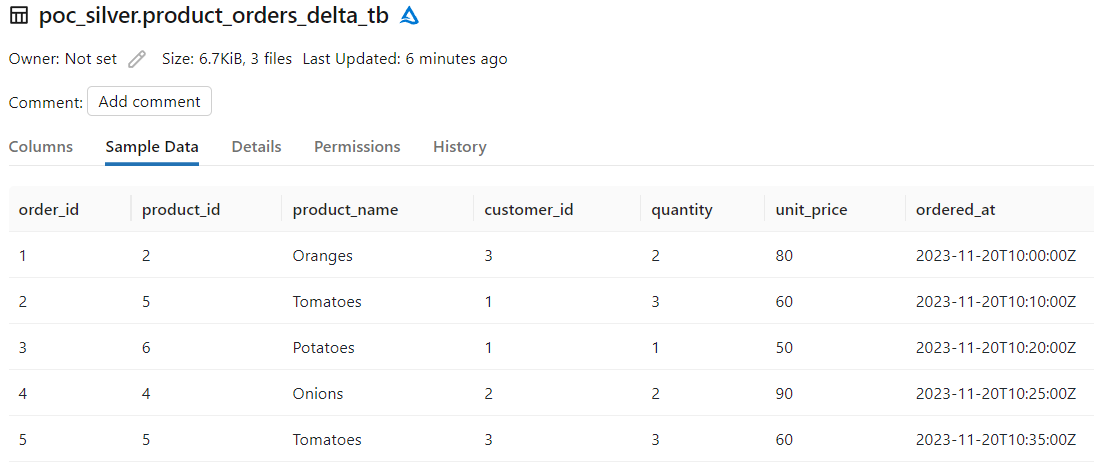 poc_silver.product_orders_delta_tb
Owner: Not set Size: 6.7KiB, 3 files Last Updated: 6 minutes ago
Comment: Add comment
Columns Sample Data Details Permissions History
order_id product_id product_name customer_id quantity unit_price ordered_at
1 2 Oranges 3 2 80 2023-11-20T10:00:00Z
2 5 Tomatoes 1 3 60 2023-11-20T10:10:00Z
3 6 Potatoes 1 1 50 2023-11-20T10:20:00Z
4 4 Onions 2 2 90 2023-11-20T10:25:00Z
5 5 Tomatoes 3 3 60 2023-11-20T10:35:00Z